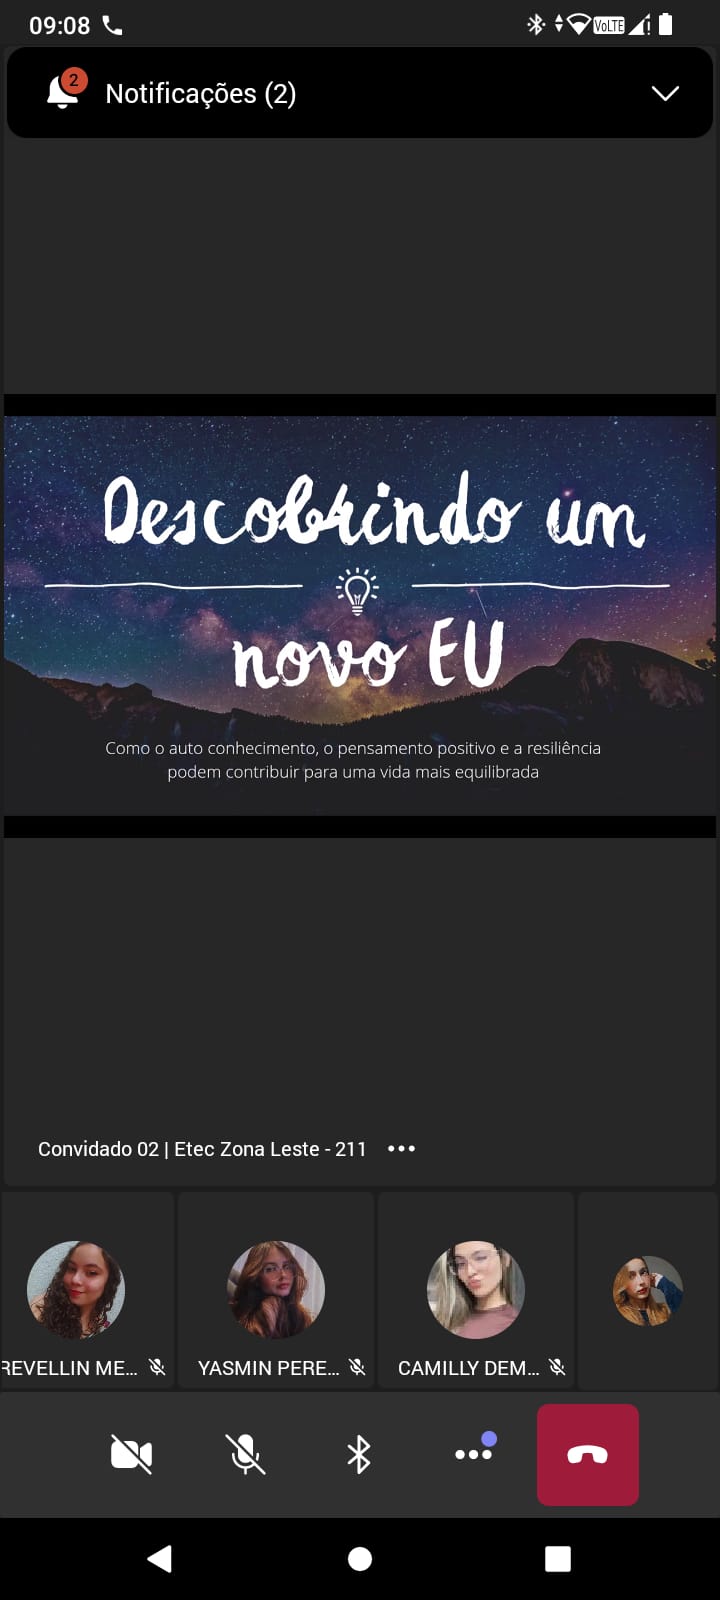 09:08
VoLTE
2
Notificações (2)
Descobrindo um
novo EU
Como o auto conhecimento, o pensamento positivo e a resiliência
podem contribuir para uma vida mais equilibrada
Convidado 02 | Etec Zona Leste - 211
REVELLIN ME...
YASMIN PERE...
CAMILLY DEM...